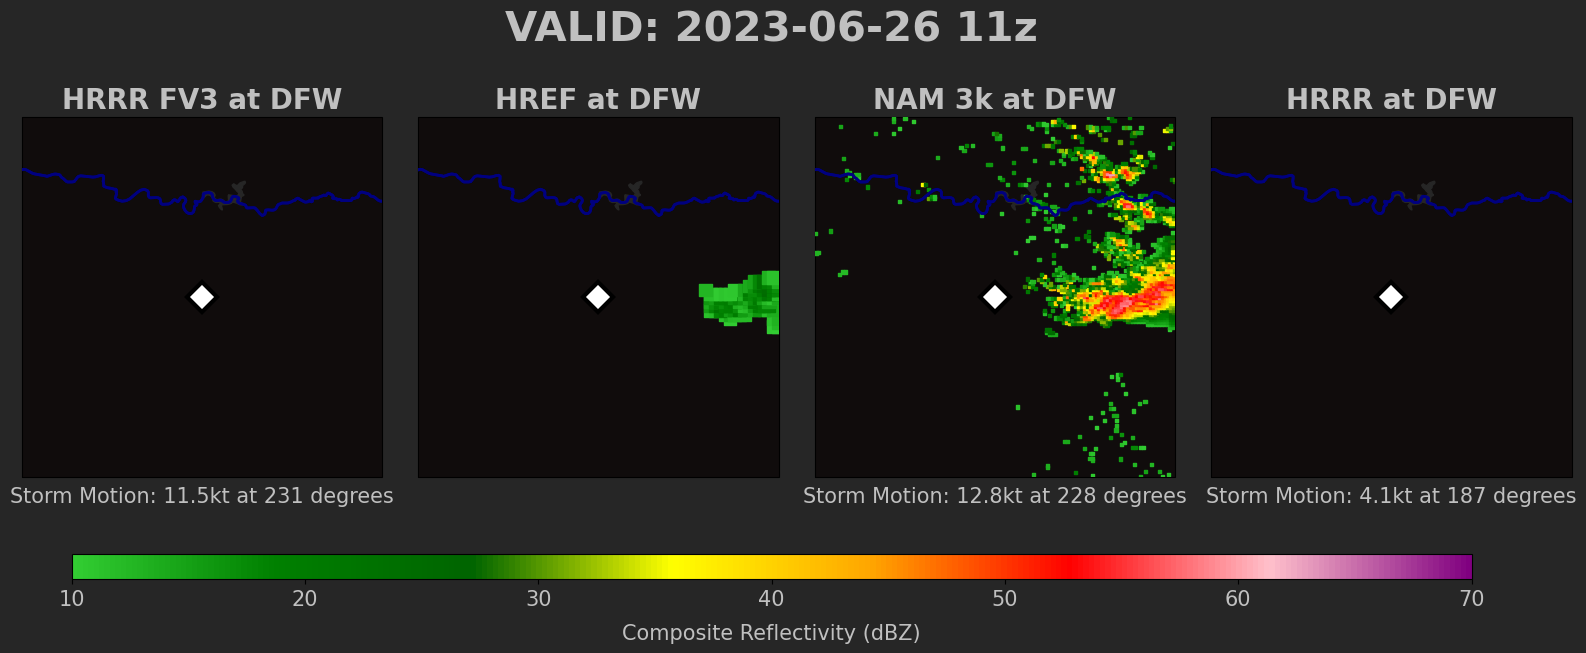 VALID: 2023-06-26 11z
HRRR FV3 at DFW
HREF at DFW
NAM 3k at DFW
HRRR at DFW
Storm Motion: 11.5kt at 231 degrees
Storm Motion: 12.8kt at 228 degrees
Storm Motion: 4.1kt at 187 degrees
10 20 30 40 50 60 70
Composite Reflectivity (dBZ)